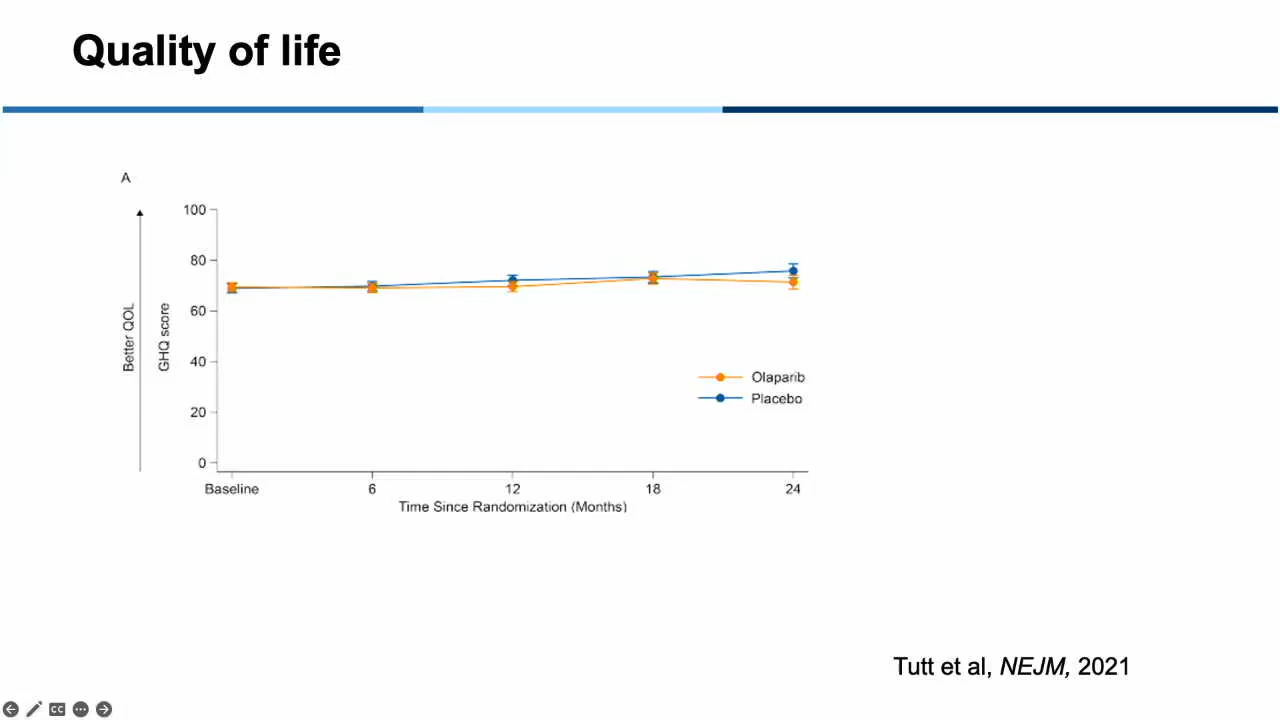 Quality of life
A
100
80
60
40
20
0
Better QOL
GHQ score
Olaparib
Placebo
Baseline 6 12 18 24
Time Since Randomization (Months)
Tutt et al, NEJM, 2021
CC